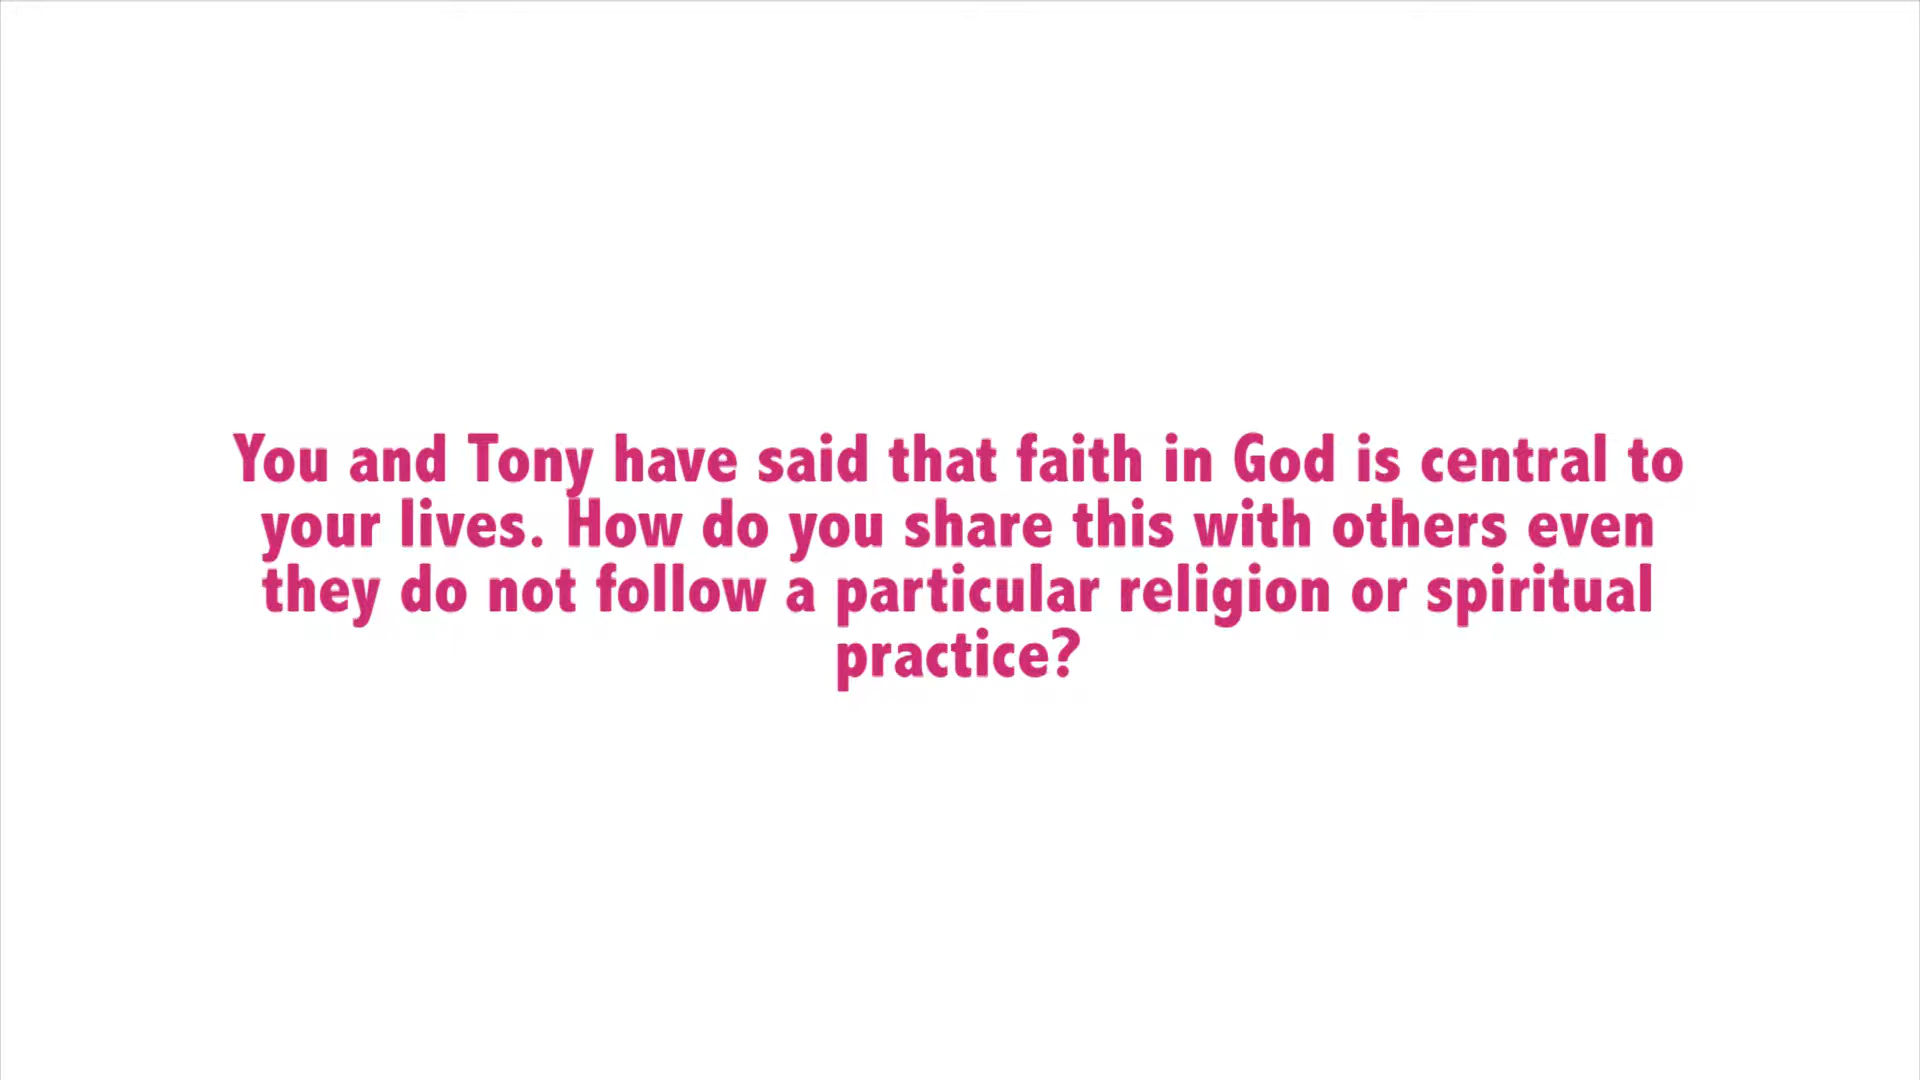 You and Tony have said that faith in God is central to
your lives. How do you share this with others even
they do not follow a particular religion or spiritual
practice?